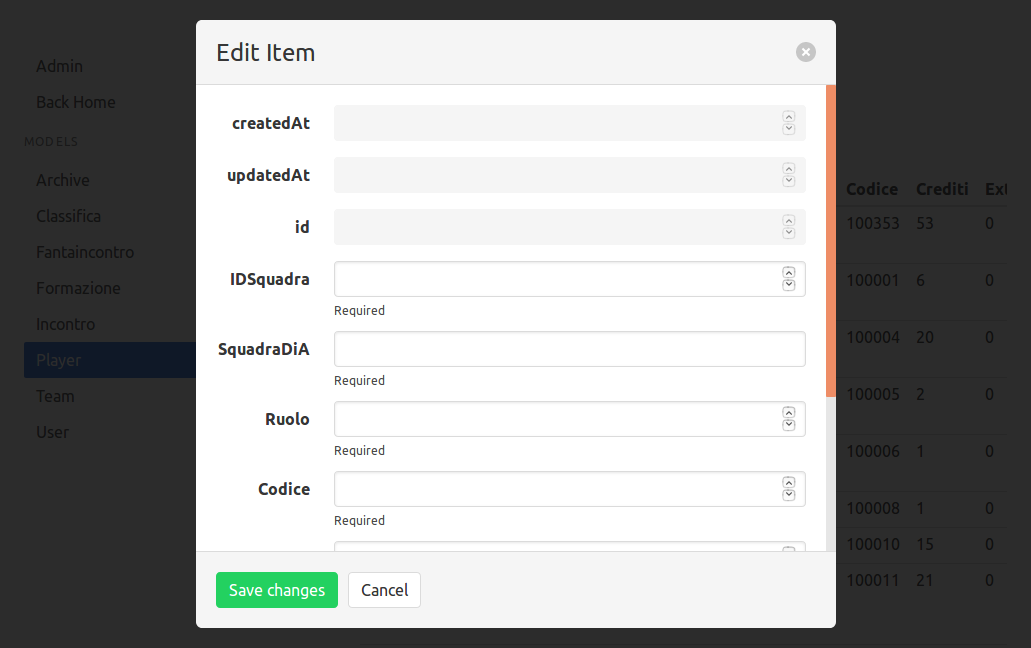 Edit Item
Admin
Back Home
MODELS
Archive
Classifica
Fantaincontro
Formazione
Incontro
Player
Team
User
createdAt
updatedAt
id
IDSquadra
Required
SquadraDiA
Required
Ruolo
Required
Codice
Required
Save changes Cancel
Codice Crediti Ext
100353 53 0
100001 6 0
100004 20 0
100005 2 0
100006 1 0
100008 1 0
100010 15 0
100011 21 0